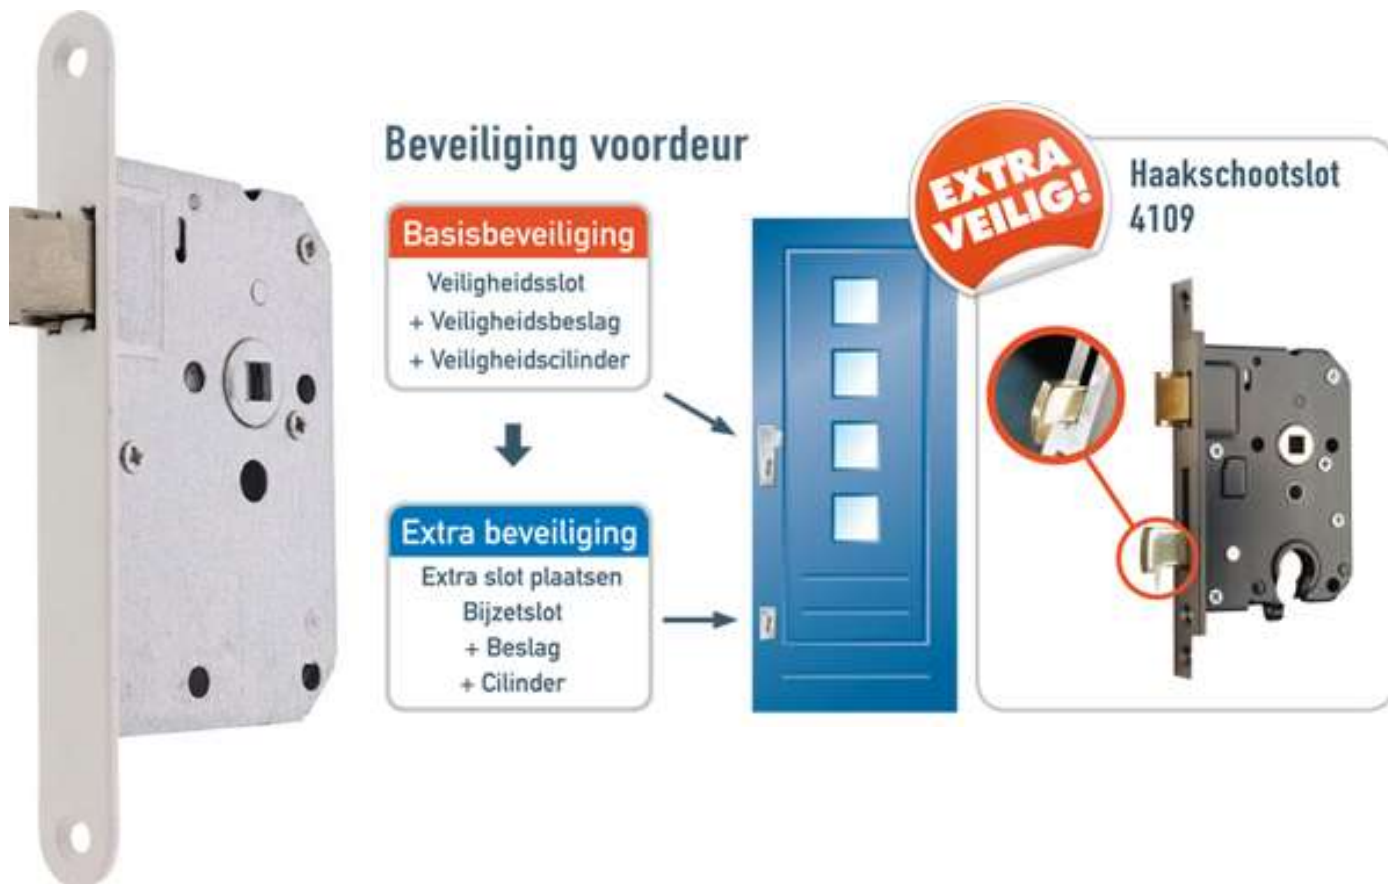 Beveiliging voordeur
Basisbeveiliging
Veiligheidsslot
+ Veiligheidsbeslag
+ Veiligheidscilinder
Extra beveiliging
Extra slot plaatsen
Bijzetslot
+ Beslag
+ Cilinder
EXTRA
VEILIG!
Haakschootslot
4109